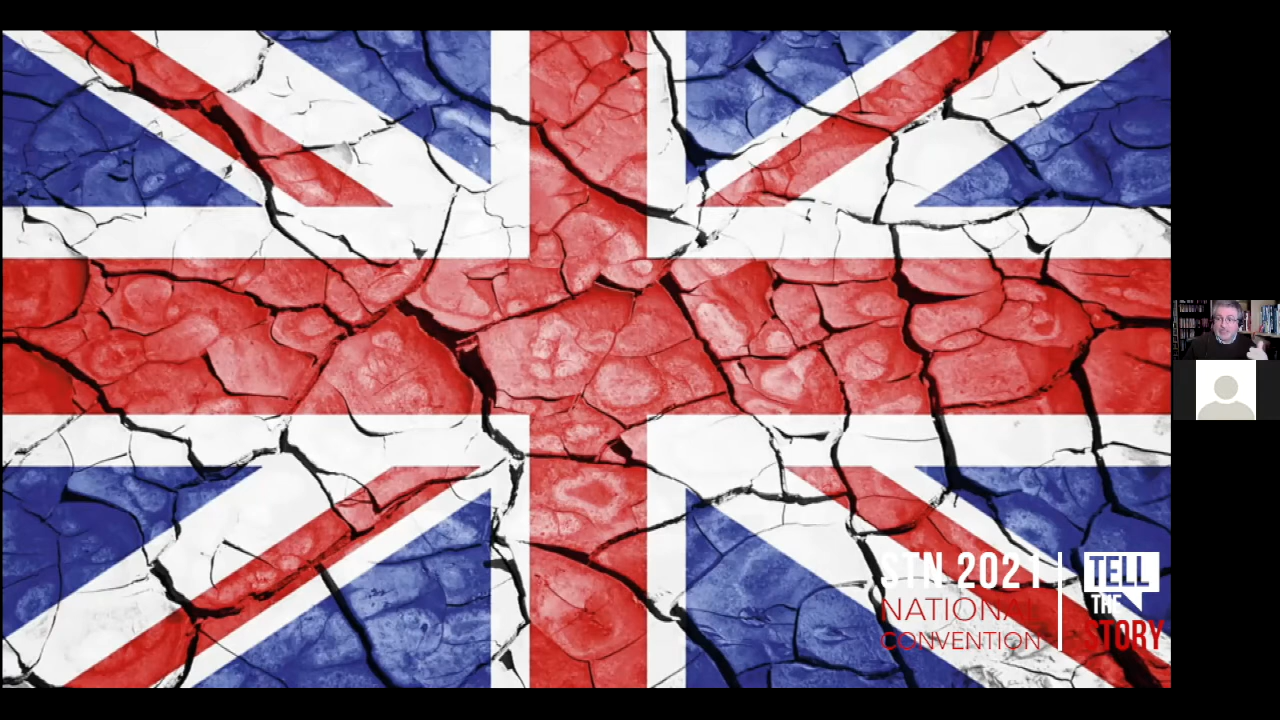 STN 2021
NATIONAL
CONVENTION
TELL
THE
STORY